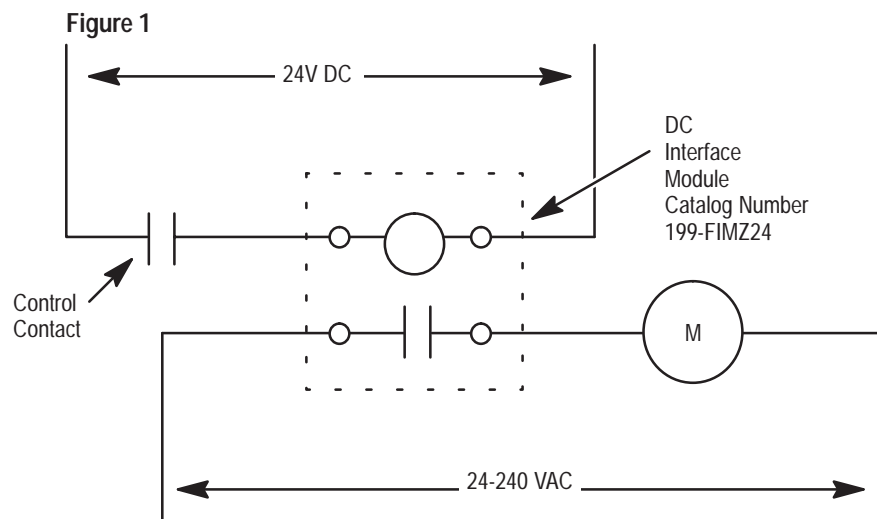 Figure 1
24V DC
DC
Interface
Module
Catalog Number
199-FIMZ24
Control
Contact
M
24-240 VAC